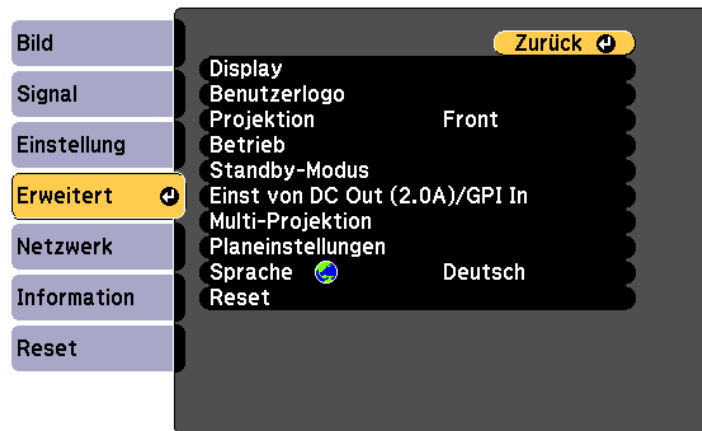 Bild
Signal
Einstellung
Erweitert
Netzwerk
Information
Reset
Zurück
Display
Benutzerlogo
Projektion Front
Betrieb
Standby-Modus
Einst von DC Out (2.0A)/GPI In
Multi-Projektion
Planeinstellungen
Sprache Deutsch
Reset